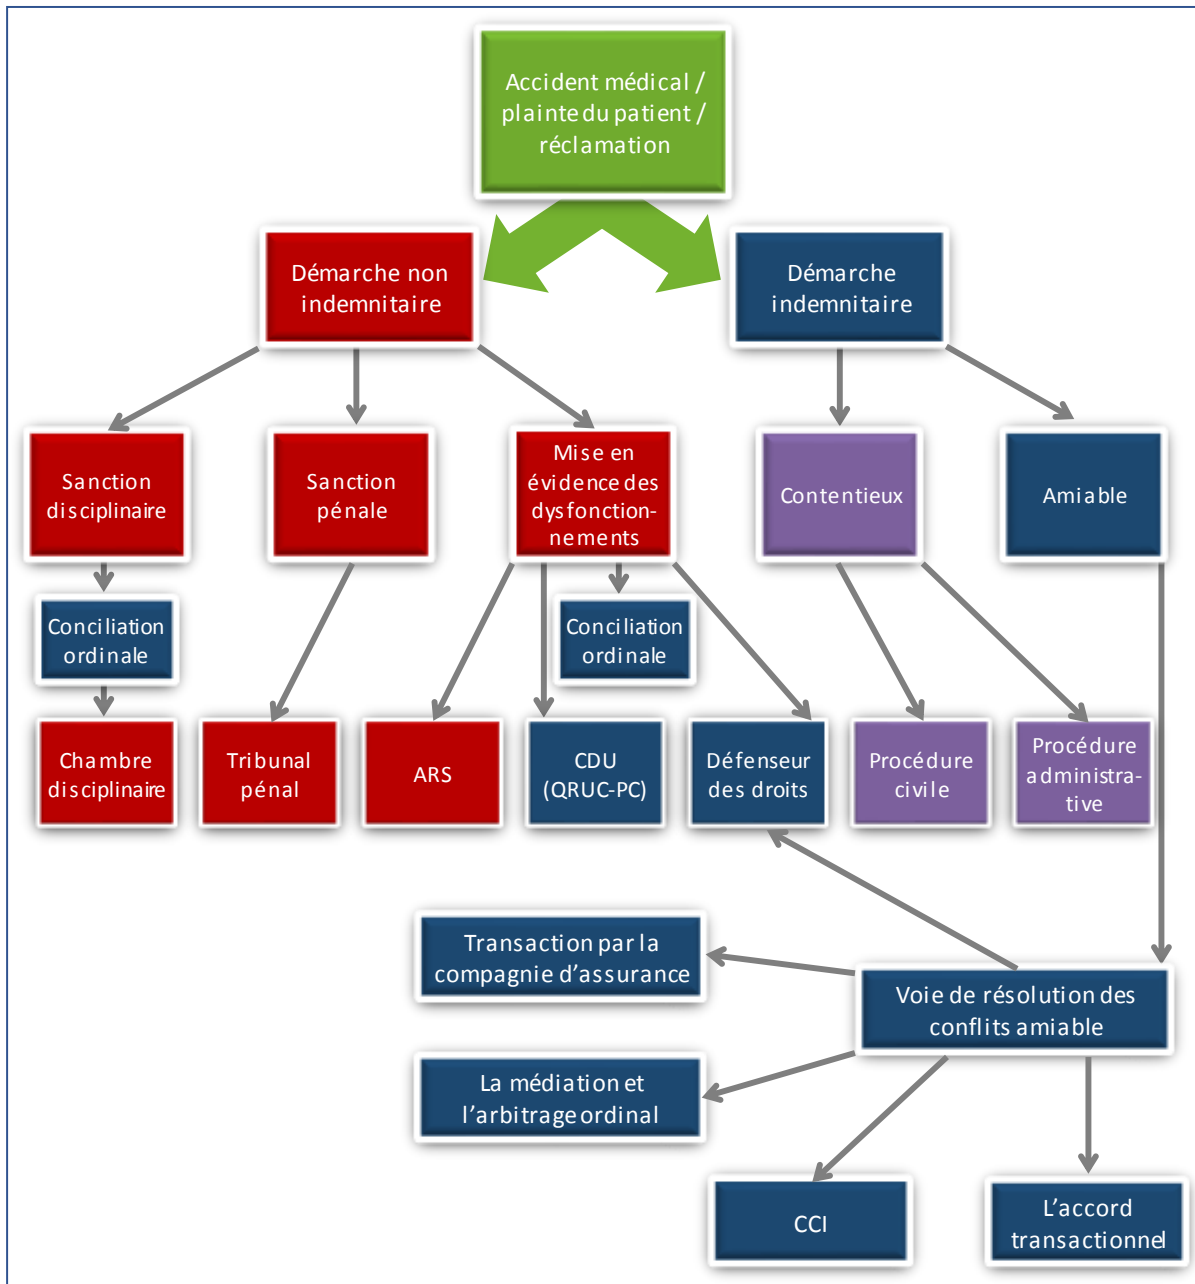 Accident médical /
plainte du patient /
réclamation
Démarche non
indemnitaire
Démarche
indemnitaire
Sanction
disciplinaire
Sanction
pénale
Mise en
évidence des
dysfonction-
nements
Contentieux
Amiable
Conciliation
ordinale
Conciliation
ordinale
Chambre
disciplinaire
Tribunal
pénal
ARS
CDU
(QRUC-PC)
Défenseur
des droits
Procédure
civile
Procédure
administra-
tive
Transaction par la
compagnie d’assurance
Voie de résolution des
conflits amiable
La médiation et
l’arbitrage ordinal
CCI
L’accord
transactionnel